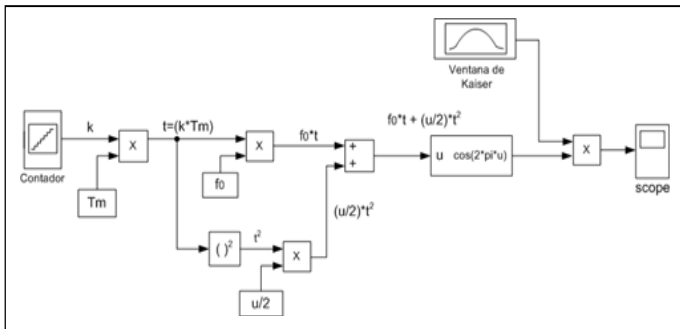 Ventana de
Kaiser
k
t=(k*Tm)
f0*t
f0*t + (u/2)*t²
X
X
+
+
u cos(2*pi*u)
X
Contador
scope
Tm
f0
(u/2)*t²
( )²
t²
X
u/2